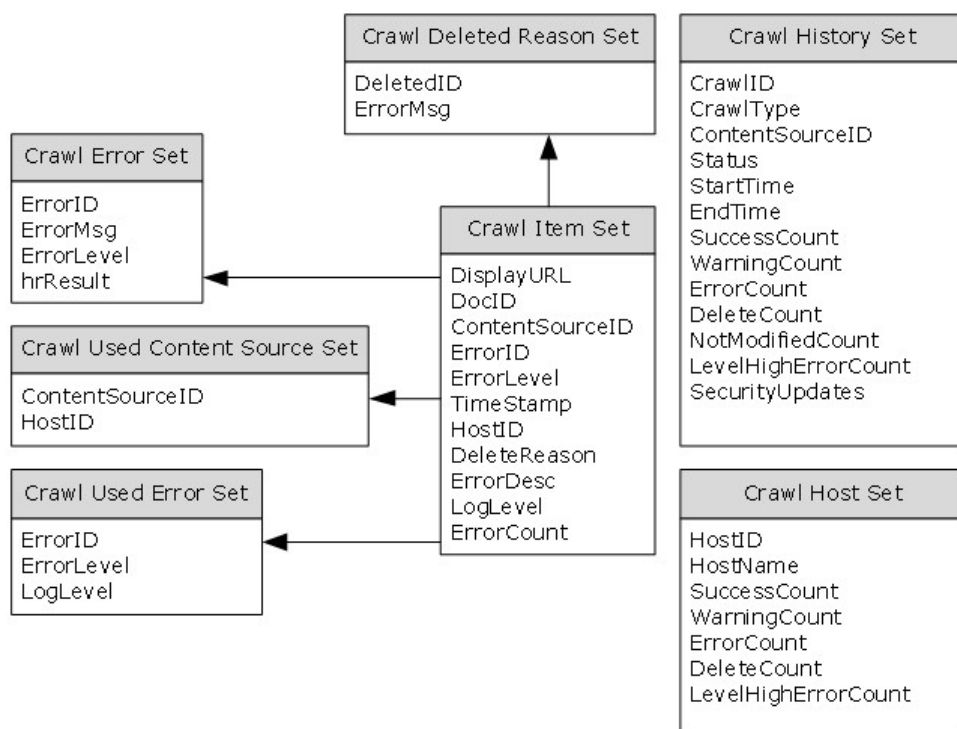 Crawl Deleted Reason Set
DeletedID
ErrorMsg
Crawl History Set
CrawlID
CrawlType
ContentSourceID
Status
StartTime
EndTime
SuccessCount
WarningCount
ErrorCount
DeleteCount
NotModifiedCount
LevelHighErrorCount
SecurityUpdates
Crawl Error Set
ErrorID
ErrorMsg
ErrorLevel
hrResult
Crawl Item Set
DisplayURL
DocID
ContentSourceID
ErrorID
ErrorLevel
TimeStamp
HostID
DeleteReason
ErrorDesc
LogLevel
ErrorCount
Crawl Used Content Source Set
ContentSourceID
HostID
Crawl Used Error Set
ErrorID
ErrorLevel
LogLevel
Crawl Host Set
HostID
HostName
SuccessCount
WarningCount
ErrorCount
DeleteCount
LevelHighErrorCount